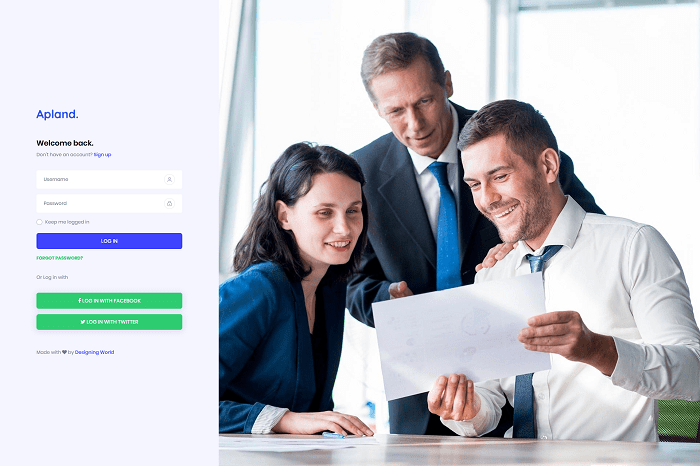 Apland.
Welcome back.
Don't have an account? Sign up
Username
Password
Keep me logged in
LOG IN
FORGOT PASSWORD?
Or Log in with
LOG IN WITH FACEBOOK
LOG IN WITH TWITTER
Made with by Designing World